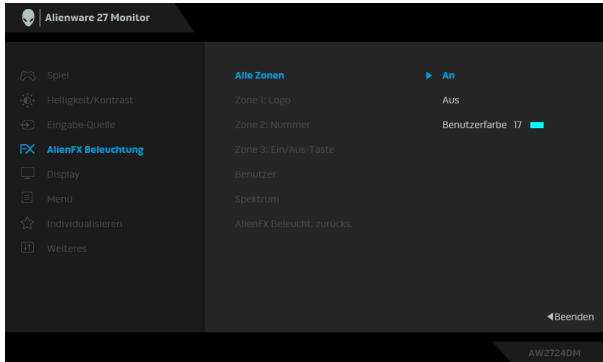 Alienware 27 Monitor
Spiel
Helligkeit/Kontrast
Eingabe-Quelle
FX AlienFX Beleuchtung
Display
Menü
Individualisieren
Weiteres
Alle Zonen
Zone 1: Logo
Zone 2: Nummer
Zone 3: Ein/Aus-Taste
Benutzer
Spektrum
AlienFX Beleucht. zurücks.
An
Aus
Benutzerfarbe 17
Beenden
AW2724DM